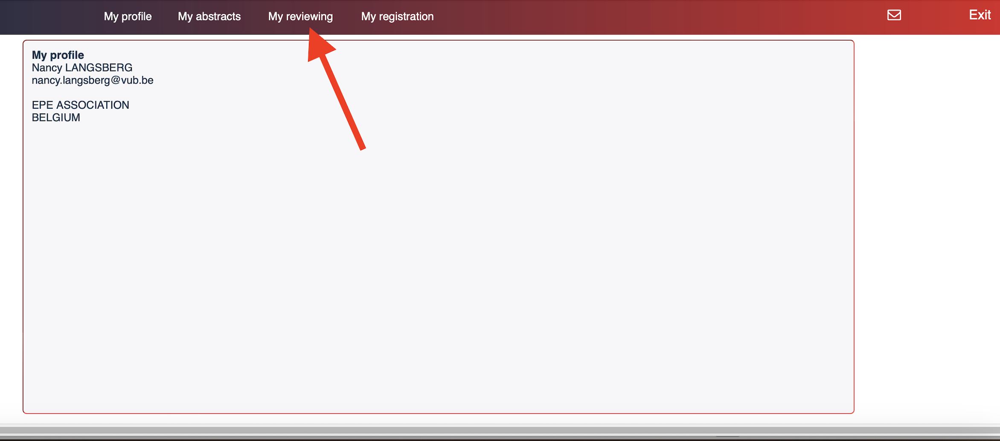 My profile My abstracts My reviewing My registration Exit
My profile
Nancy LANGSBERG
nancy.langsberg@vub.be
EPE ASSOCIATION
BELGIUM